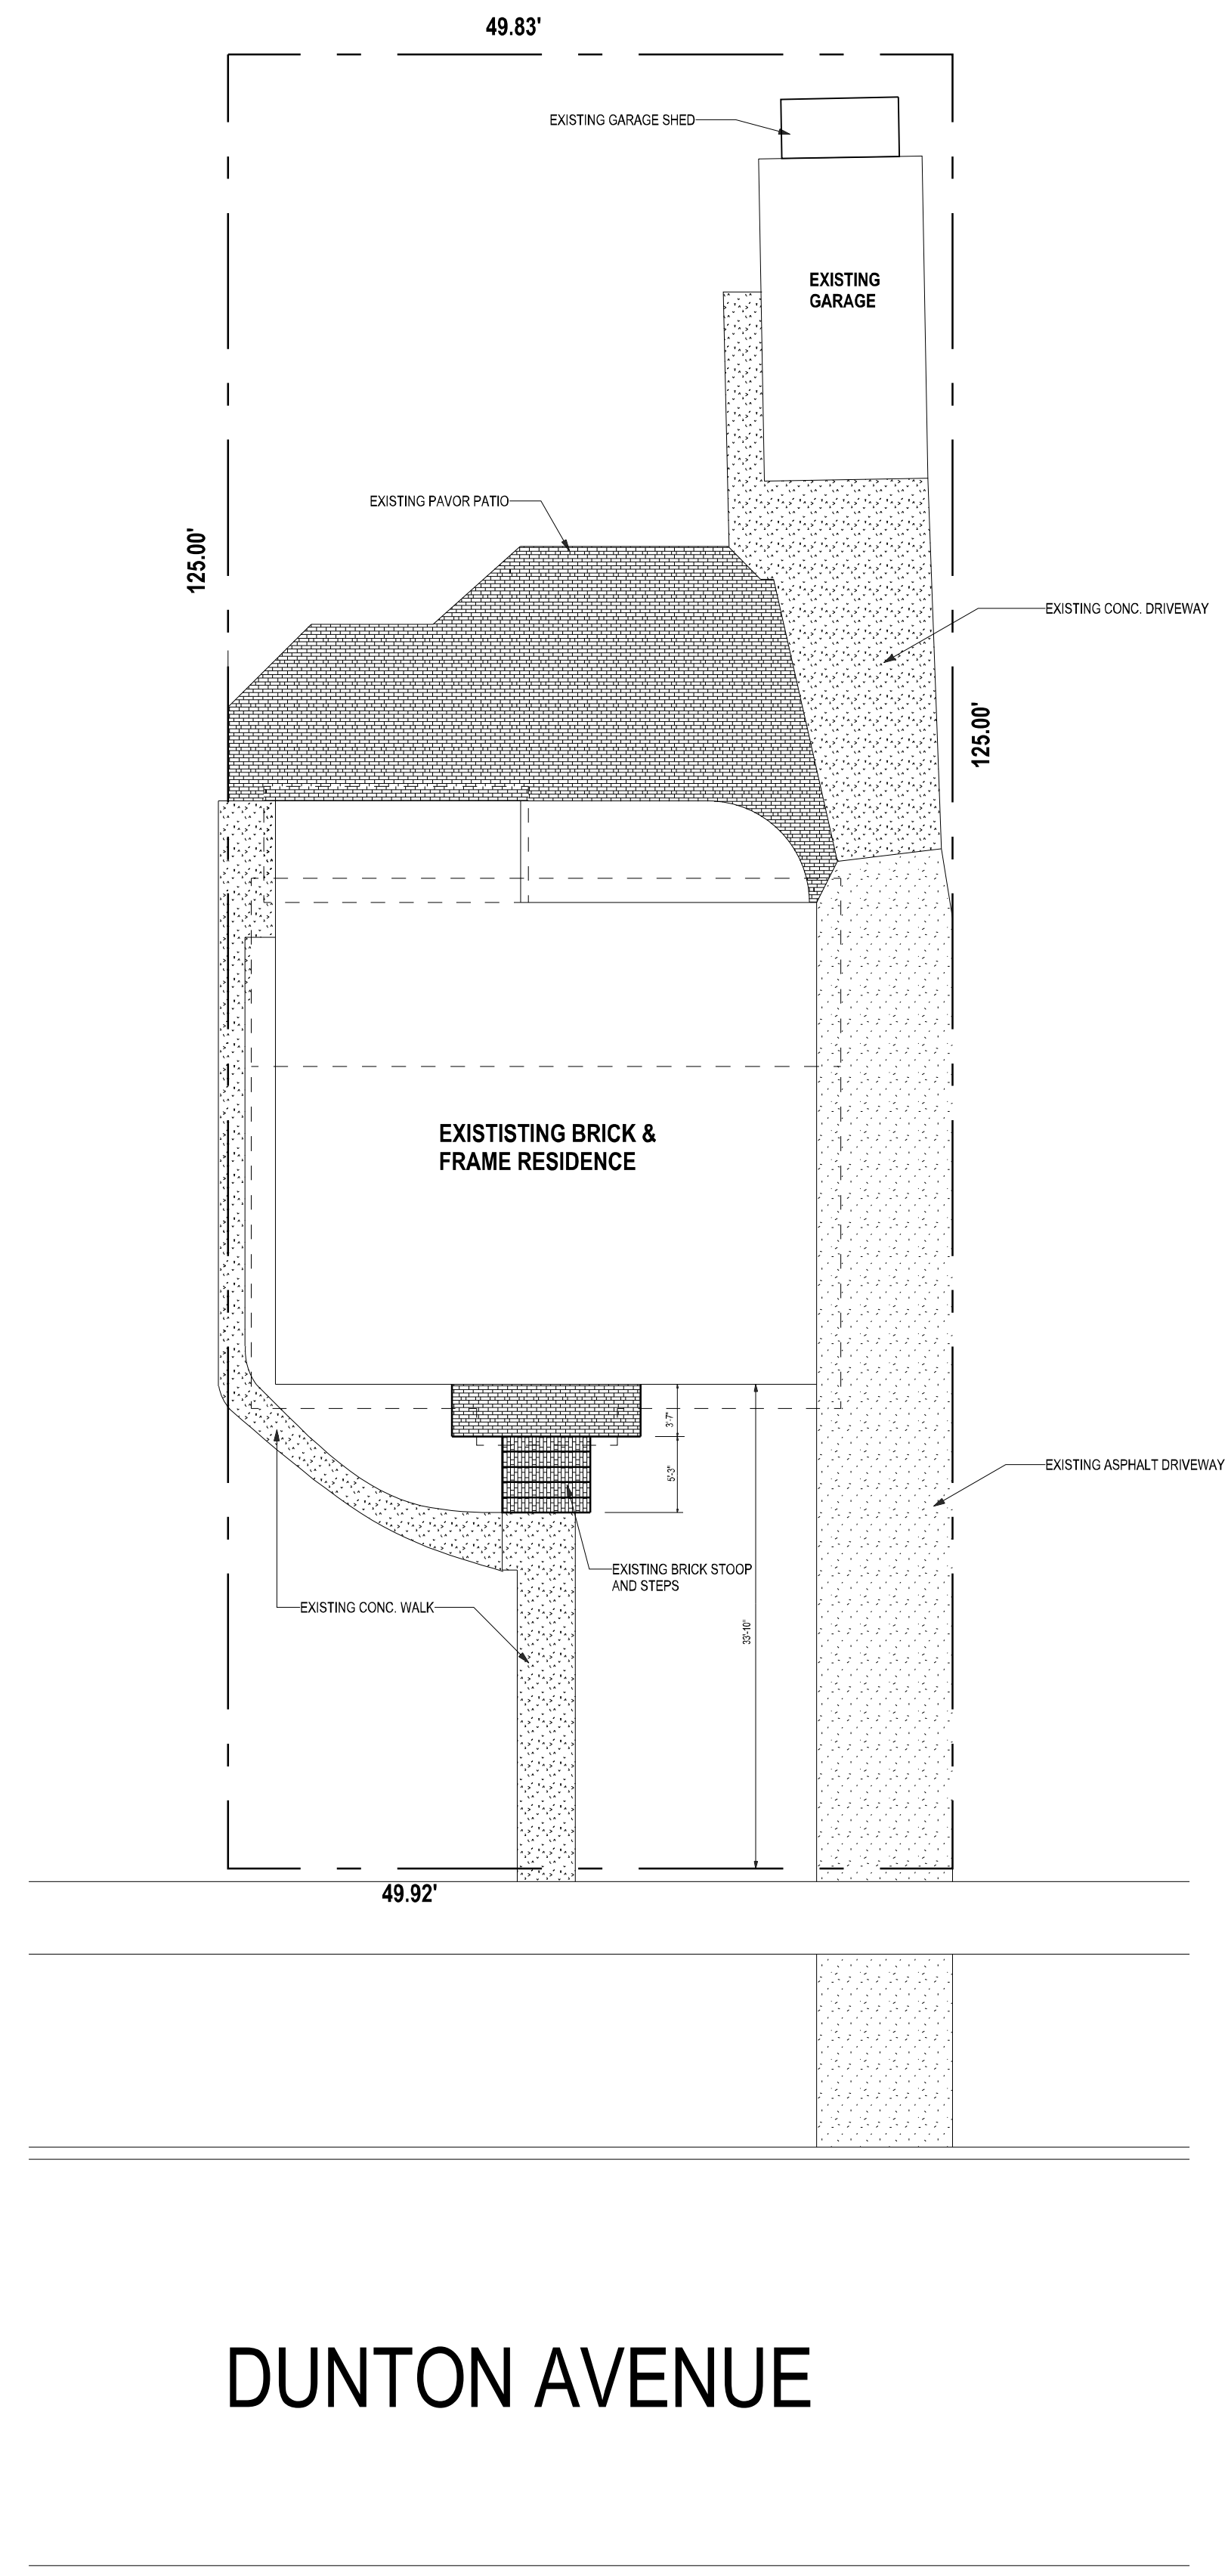 49.83'
EXISTING GARAGE SHED
EXISTING
GARAGE
EXISTING PAVOR PATIO
125.00'
EXISTING CONC. DRIVEWAY
125.00'
EXISTISTING BRICK &
FRAME RESIDENCE
3'-7"
5'-3"
EXISTING ASPHALT DRIVEWAY
EXISTING BRICK STOOP
AND STEPS
EXISTING CONC. WALK
33'-10"
49.92'
DUNTON AVENUE